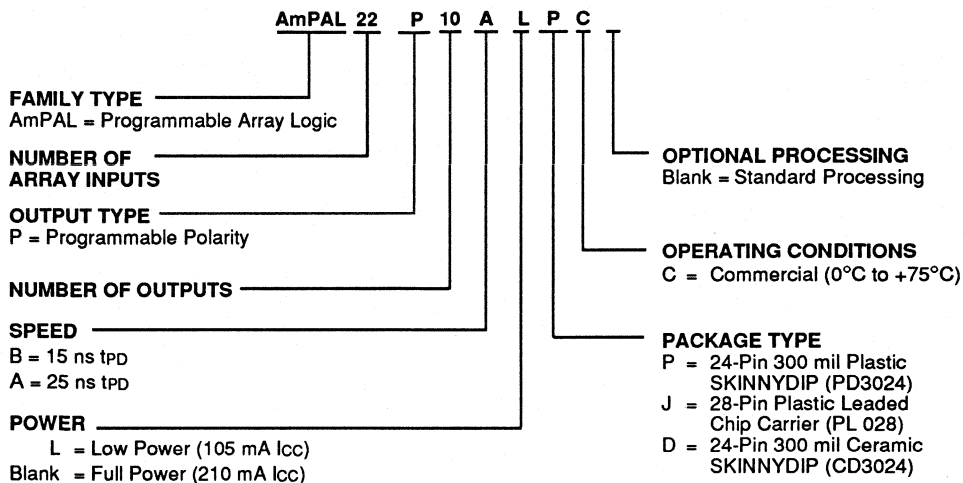 AmPAL 22 P 10 A L P C
FAMILY TYPE
AmPAL = Programmable Array Logic
NUMBER OF
ARRAY INPUTS
OUTPUT TYPE
P = Programmable Polarity
NUMBER OF OUTPUTS
SPEED
B = 15 ns tPD
A = 25 ns tPD
POWER
L = Low Power (105 mA ICC)
Blank = Full Power (210 mA ICC)
OPTIONAL PROCESSING
Blank = Standard Processing
OPERATING CONDITIONS
C = Commercial (0°C to +75°C)
PACKAGE TYPE
P = 24-Pin 300 mil Plastic
SKINNYDIP (PD3024)
J = 28-Pin Plastic Leaded
Chip Carrier (PL 028)
D = 24-Pin 300 mil Ceramic
SKINNYDIP (CD3024)